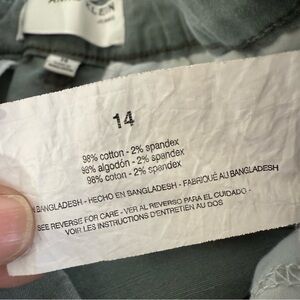 14
98% cotton - 2% spandex
98% algodón - 2% spandex
98% coton - 2% spandex
BANGLADESH - HECHO EN BANGLADESH - FABRIQUÉ AU BANGLADESH
SEE REVERSE FOR CARE - VER AL REVERSO PARA EL CUIDADO -
VOIR LES INSTRUCTIONS D'ENTRETIEN AU DOS